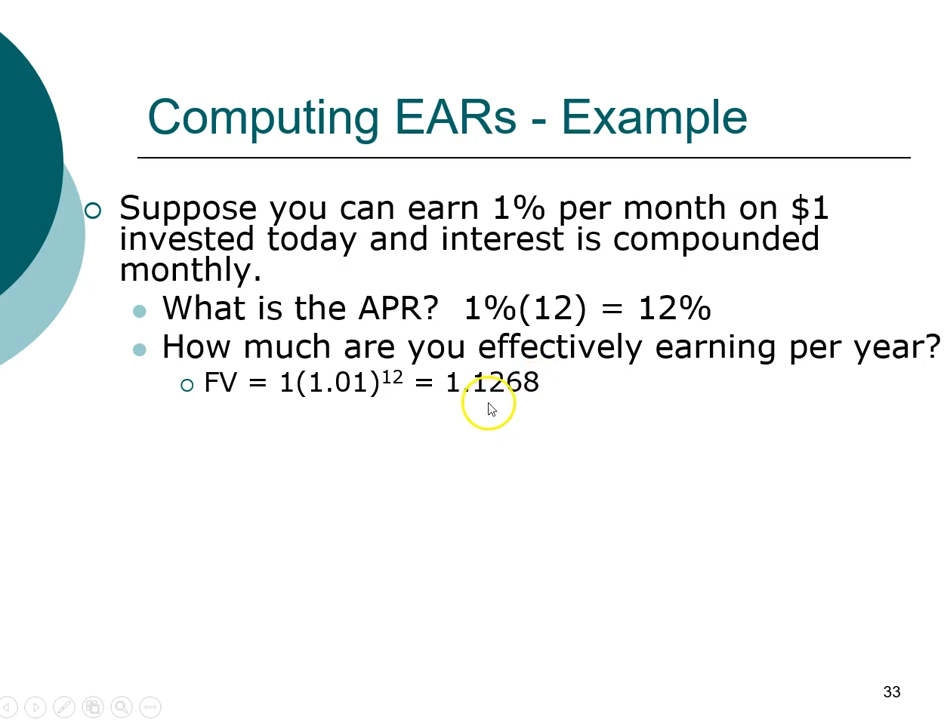 Computing EARs - Example
Suppose you can earn 1% per month on $1
invested today and interest is compounded
monthly.
What is the APR? 1%(12) = 12%
How much are you effectively earning per year?
FV = 1(1.01)¹² = 1.1268
33